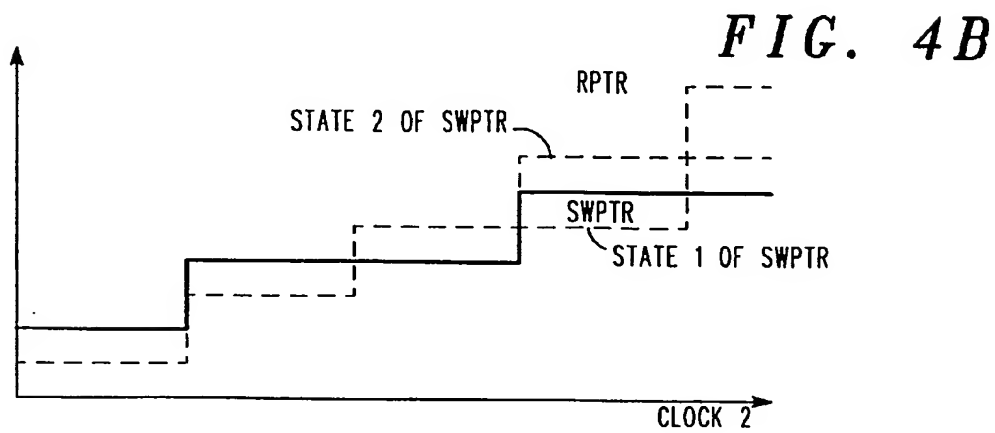 FIG. 4B
RPTR
STATE 2 OF SWPTR
SWPTR
STATE 1 OF SWPTR
CLOCK 2